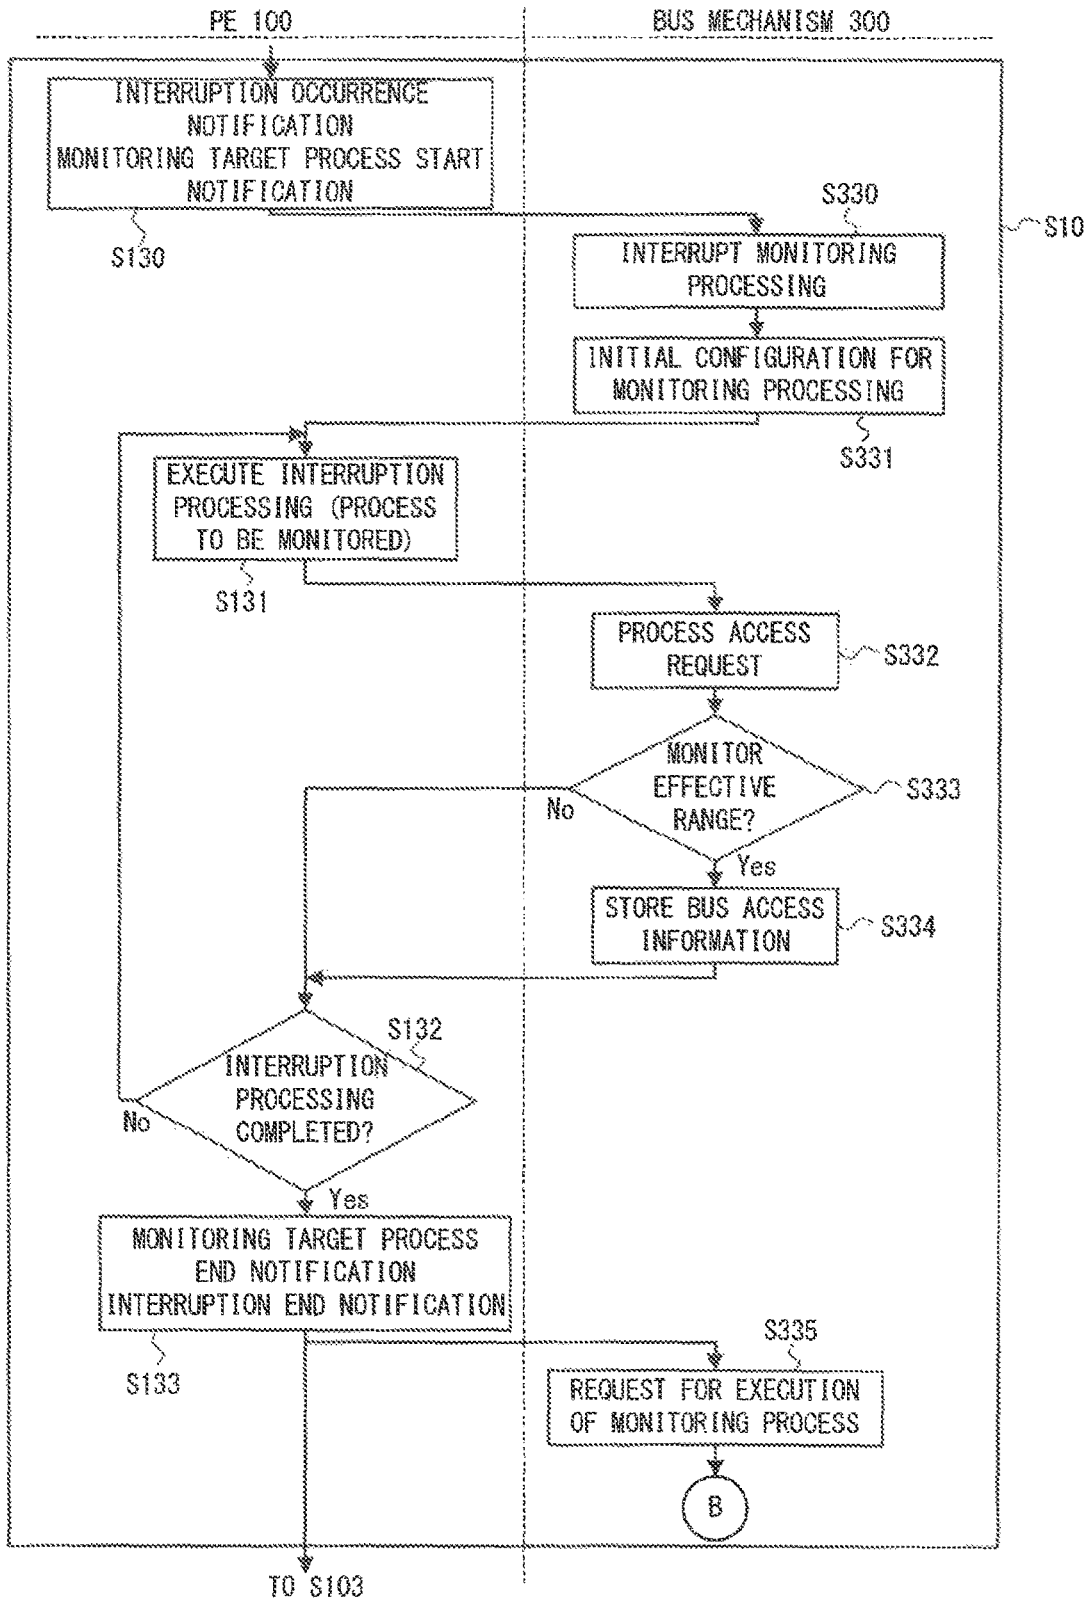 PE 100
BUS MECHANISM 300
INTERRUPTION OCCURRENCE
NOTIFICATION
MONITORING TARGET PROCESS START
NOTIFICATION
S130
S330
S10
INTERRUPT MONITORING
PROCESSING
INITIAL CONFIGURATION FOR
MONITORING PROCESSING
S331
EXECUTE INTERRUPTION
PROCESSING (PROCESS
TO BE MONITORED)
S131
PROCESS ACCESS
REQUEST
S332
MONITOR
EFFECTIVE
RANGE?
S333
No
Yes
STORE BUS ACCESS
INFORMATION
S334
S132
INTERRUPTION
PROCESSING
COMPLETED?
No
Yes
MONITORING TARGET PROCESS
END NOTIFICATION
INTERRUPTION END NOTIFICATION
S133
S335
REQUEST FOR EXECUTION
OF MONITORING PROCESS
B
TO S103